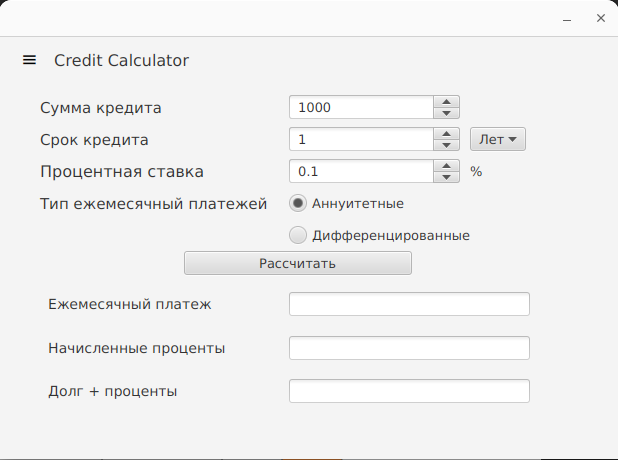 Credit Calculator
Сумма кредита 1000
Срок кредита 1 Лет
Процентная ставка 0.1 %
Тип ежемесячный платежей Аннуитетные
Дифференцированные
Рассчитать
Ежемесячный платеж
Начисленные проценты
Долг + проценты